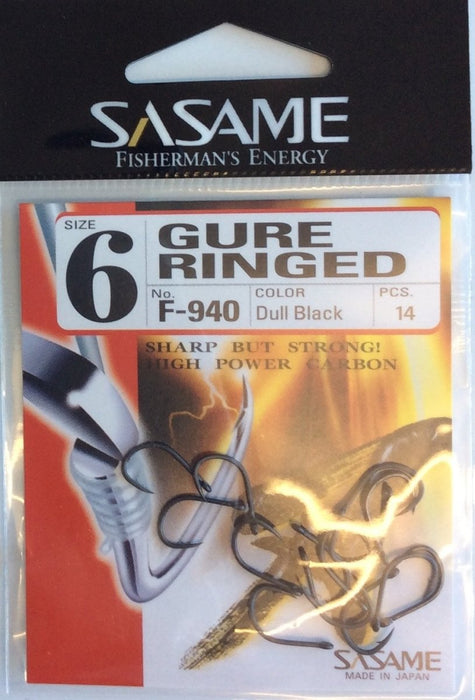 SASAME
FISHERMAN'S ENERGY
SIZE
6
GURE
RINGED
No.
F-940
COLOR
Dull Black
PCS.
14
SHARP BUT STRONG!
HIGH POWER CARBON
SASAME
MADE IN JAPAN